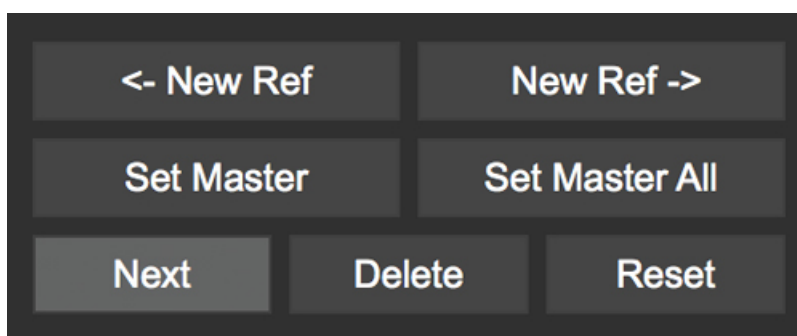 <- New Ref New Ref ->
Set Master Set Master All
Next Delete Reset